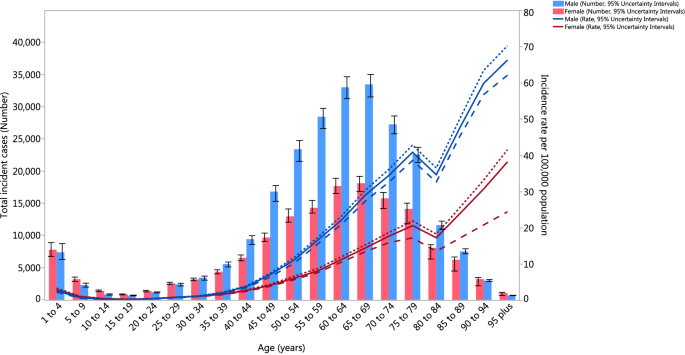 Male (Number, 95% Uncertainty Intervals)
Female (Number, 95% Uncertainty Intervals)
Male (Rate, 95% Uncertainty Intervals)
Female (Rate, 95% Uncertainty Intervals)
Total incident cases (Number)
40,000
35,000
30,000
25,000
20,000
15,000
10,000
5,000
0
80
70
60
50
40
30
20
10
0
Incidence rate per 100,000 population
1 to 4
5 to 9
10 to 14
15 to 19
20 to 24
25 to 29
30 to 34
35 to 39
40 to 44
45 to 49
50 to 54
55 to 59
60 to 64
65 to 69
70 to 74
75 to 79
80 to 84
85 to 89
90 to 94
95 plus
Age (years)